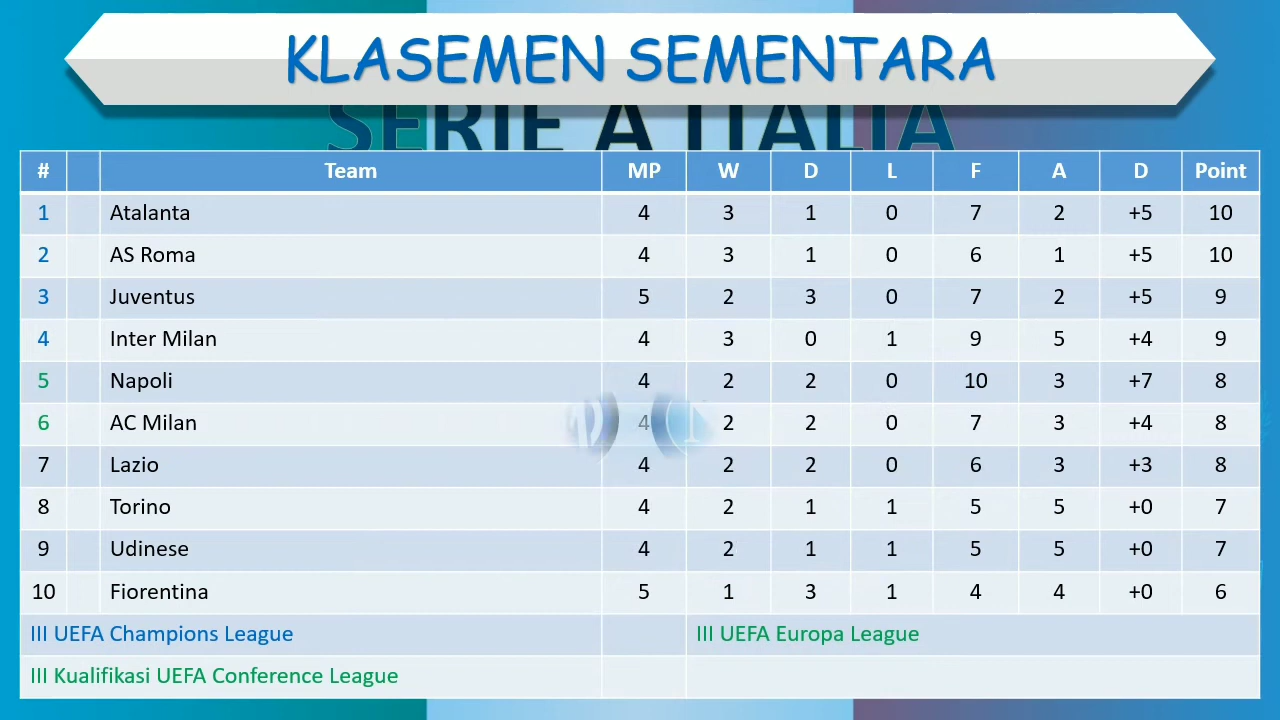 KLASEMEN SEMENTARA
SERIE A ITALIA
# Team MP W D L F A D Point
1 Atalanta 4 3 1 0 7 2 +5 10
2 AS Roma 4 3 1 0 6 1 +5 10
3 Juventus 5 2 3 0 7 2 +5 9
4 Inter Milan 4 3 0 1 9 5 +4 9
5 Napoli 4 2 2 0 10 3 +7 8
6 AC Milan 4 2 2 0 7 3 +4 8
7 Lazio 4 2 2 0 6 3 +3 8
8 Torino 4 2 1 1 5 5 +0 7
9 Udinese 4 2 1 1 5 5 +0 7
10 Fiorentina 5 1 3 1 4 4 +0 6
III UEFA Champions League III UEFA Europa League
III Kualifikasi UEFA Conference League